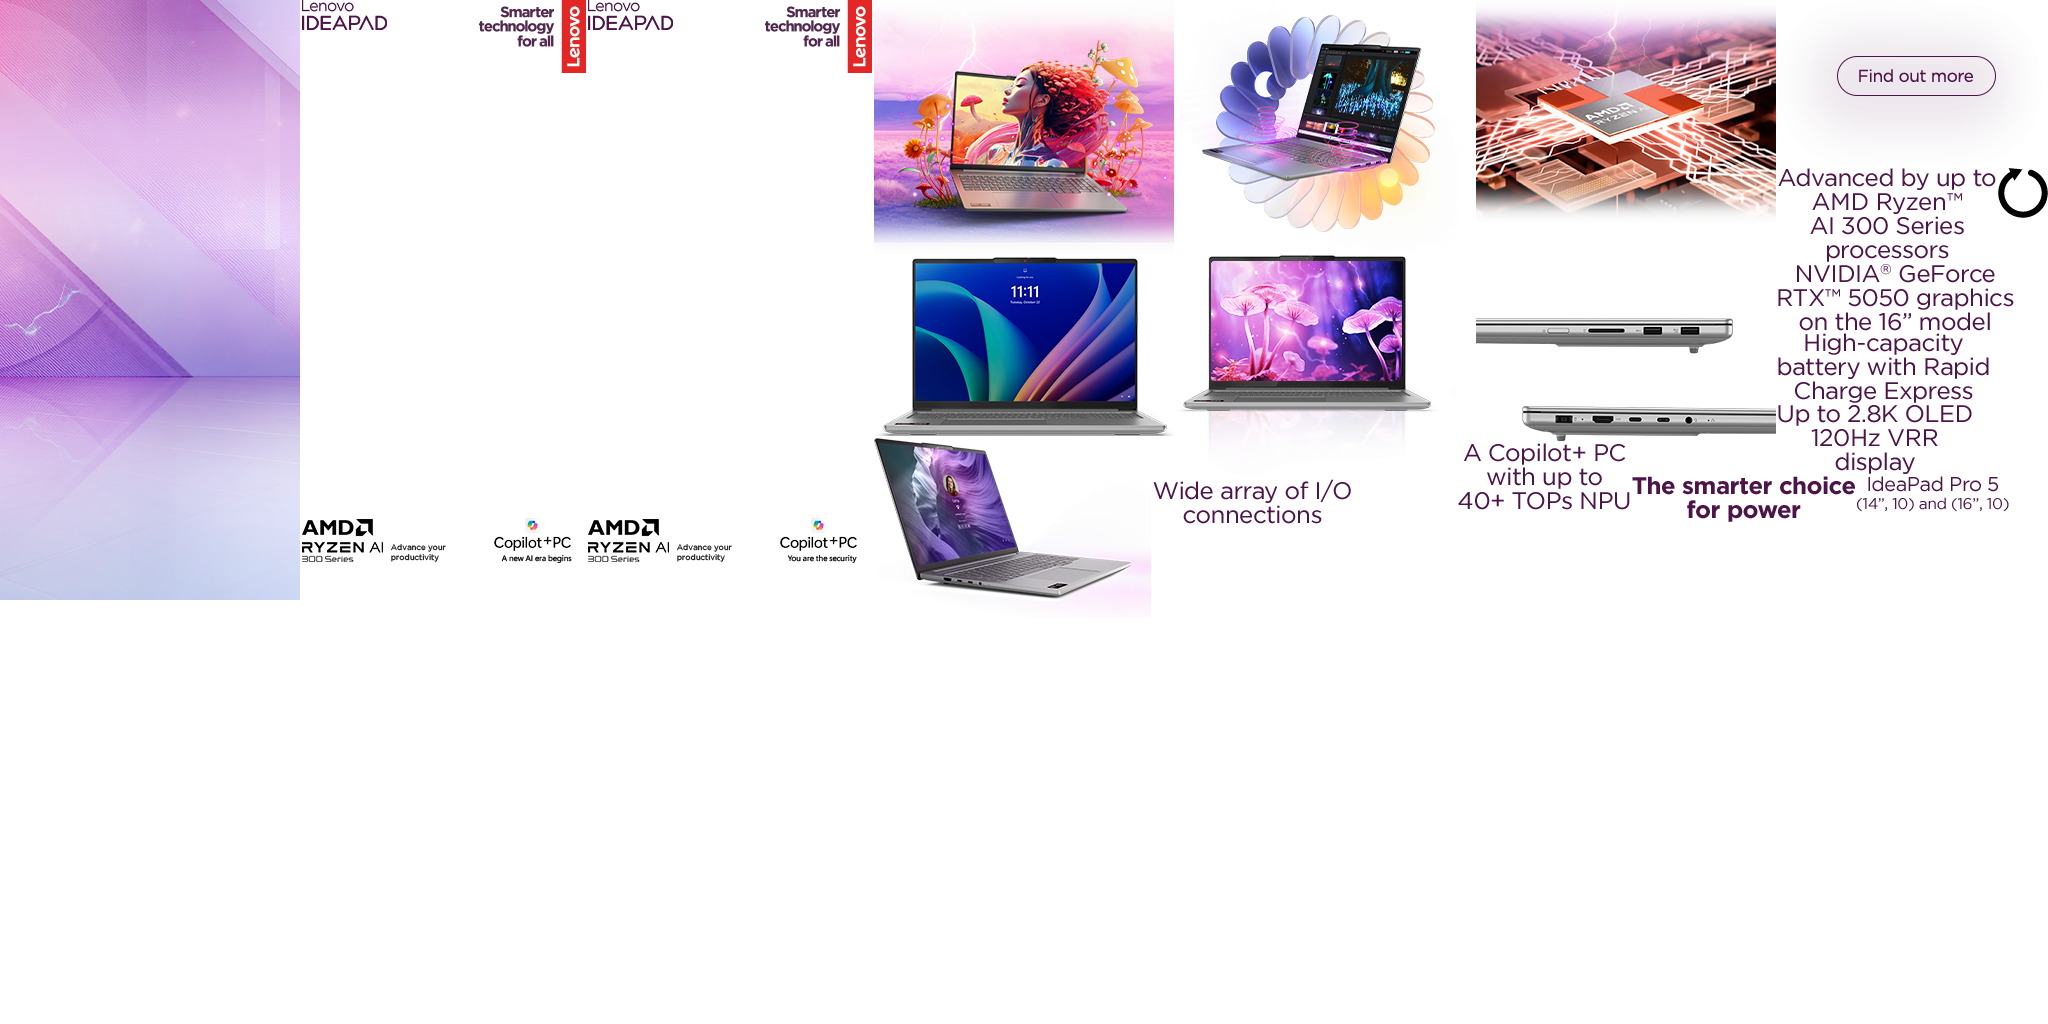 Lenovo
IDEAPAD
Smarter
technology
for all
Lenovo
Lenovo
IDEAPAD
Smarter
technology
for all
Lenovo
AMD
RYZEN AI
300 Series
Advance your
productivity
Copilot+PC
A new AI era begins
AMD
RYZEN AI
300 Series
Advance your
productivity
Copilot+PC
You are the security
11:11
AMD
RYZEN AI
Wide array of I/O
connections
A Copilot+ PC
with up to
40+ TOPs NPU
The smarter choice
for power
Find out more
Advanced by up to
AMD Ryzen™
AI 300 Series
processors
NVIDIA® GeForce
RTX™ 5050 graphics
on the 16” model
High-capacity
battery with Rapid
Charge Express
Up to 2.8K OLED
120Hz VRR
display
IdeaPad Pro 5
(14”, 10) and (16”, 10)